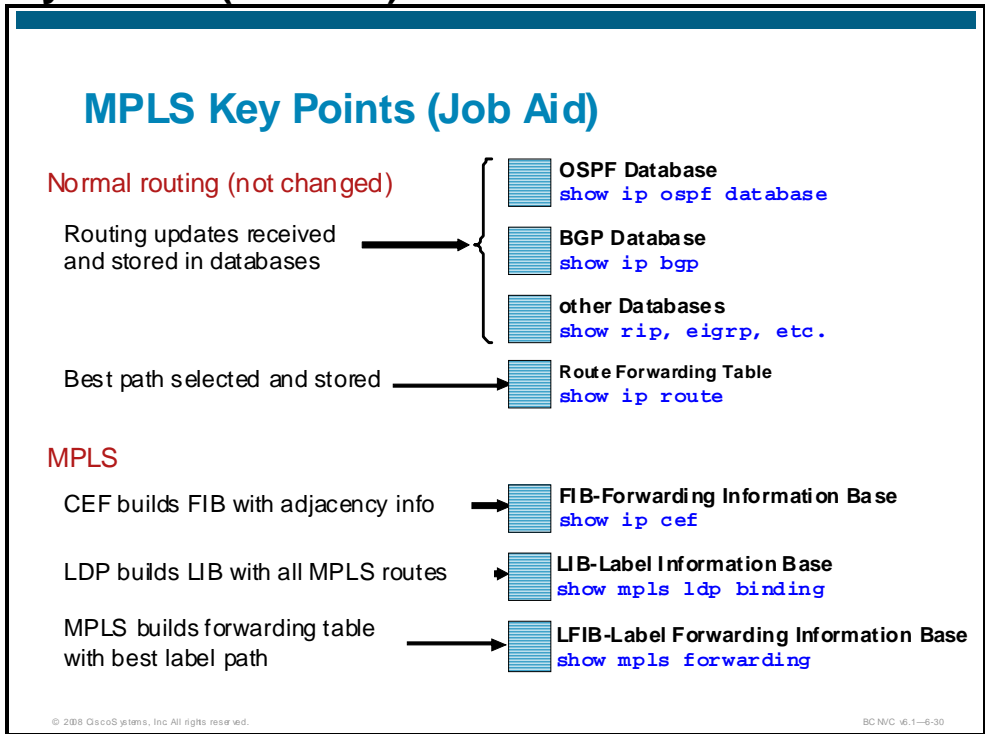 MPLS Key Points (Job Aid)
Normal routing (not changed)
Routing updates received
and stored in databases
OSPF Database
show ip ospf database
BGP Database
show ip bgp
other Databases
show rip, eigrp, etc.
Best path selected and stored
Route Forwarding Table
show ip route
MPLS
CEF builds FIB with adjacency info
FIB-Forwarding Information Base
show ip cef
LDP builds LIB with all MPLS routes
LIB-Label Information Base
show mpls ldp binding
MPLS builds forwarding table
with best label path
LFIB-Label Forwarding Information Base
show mpls forwarding
© 2008 Cisco Systems, Inc All rights reserved.
BCNVC v6.1—6-30